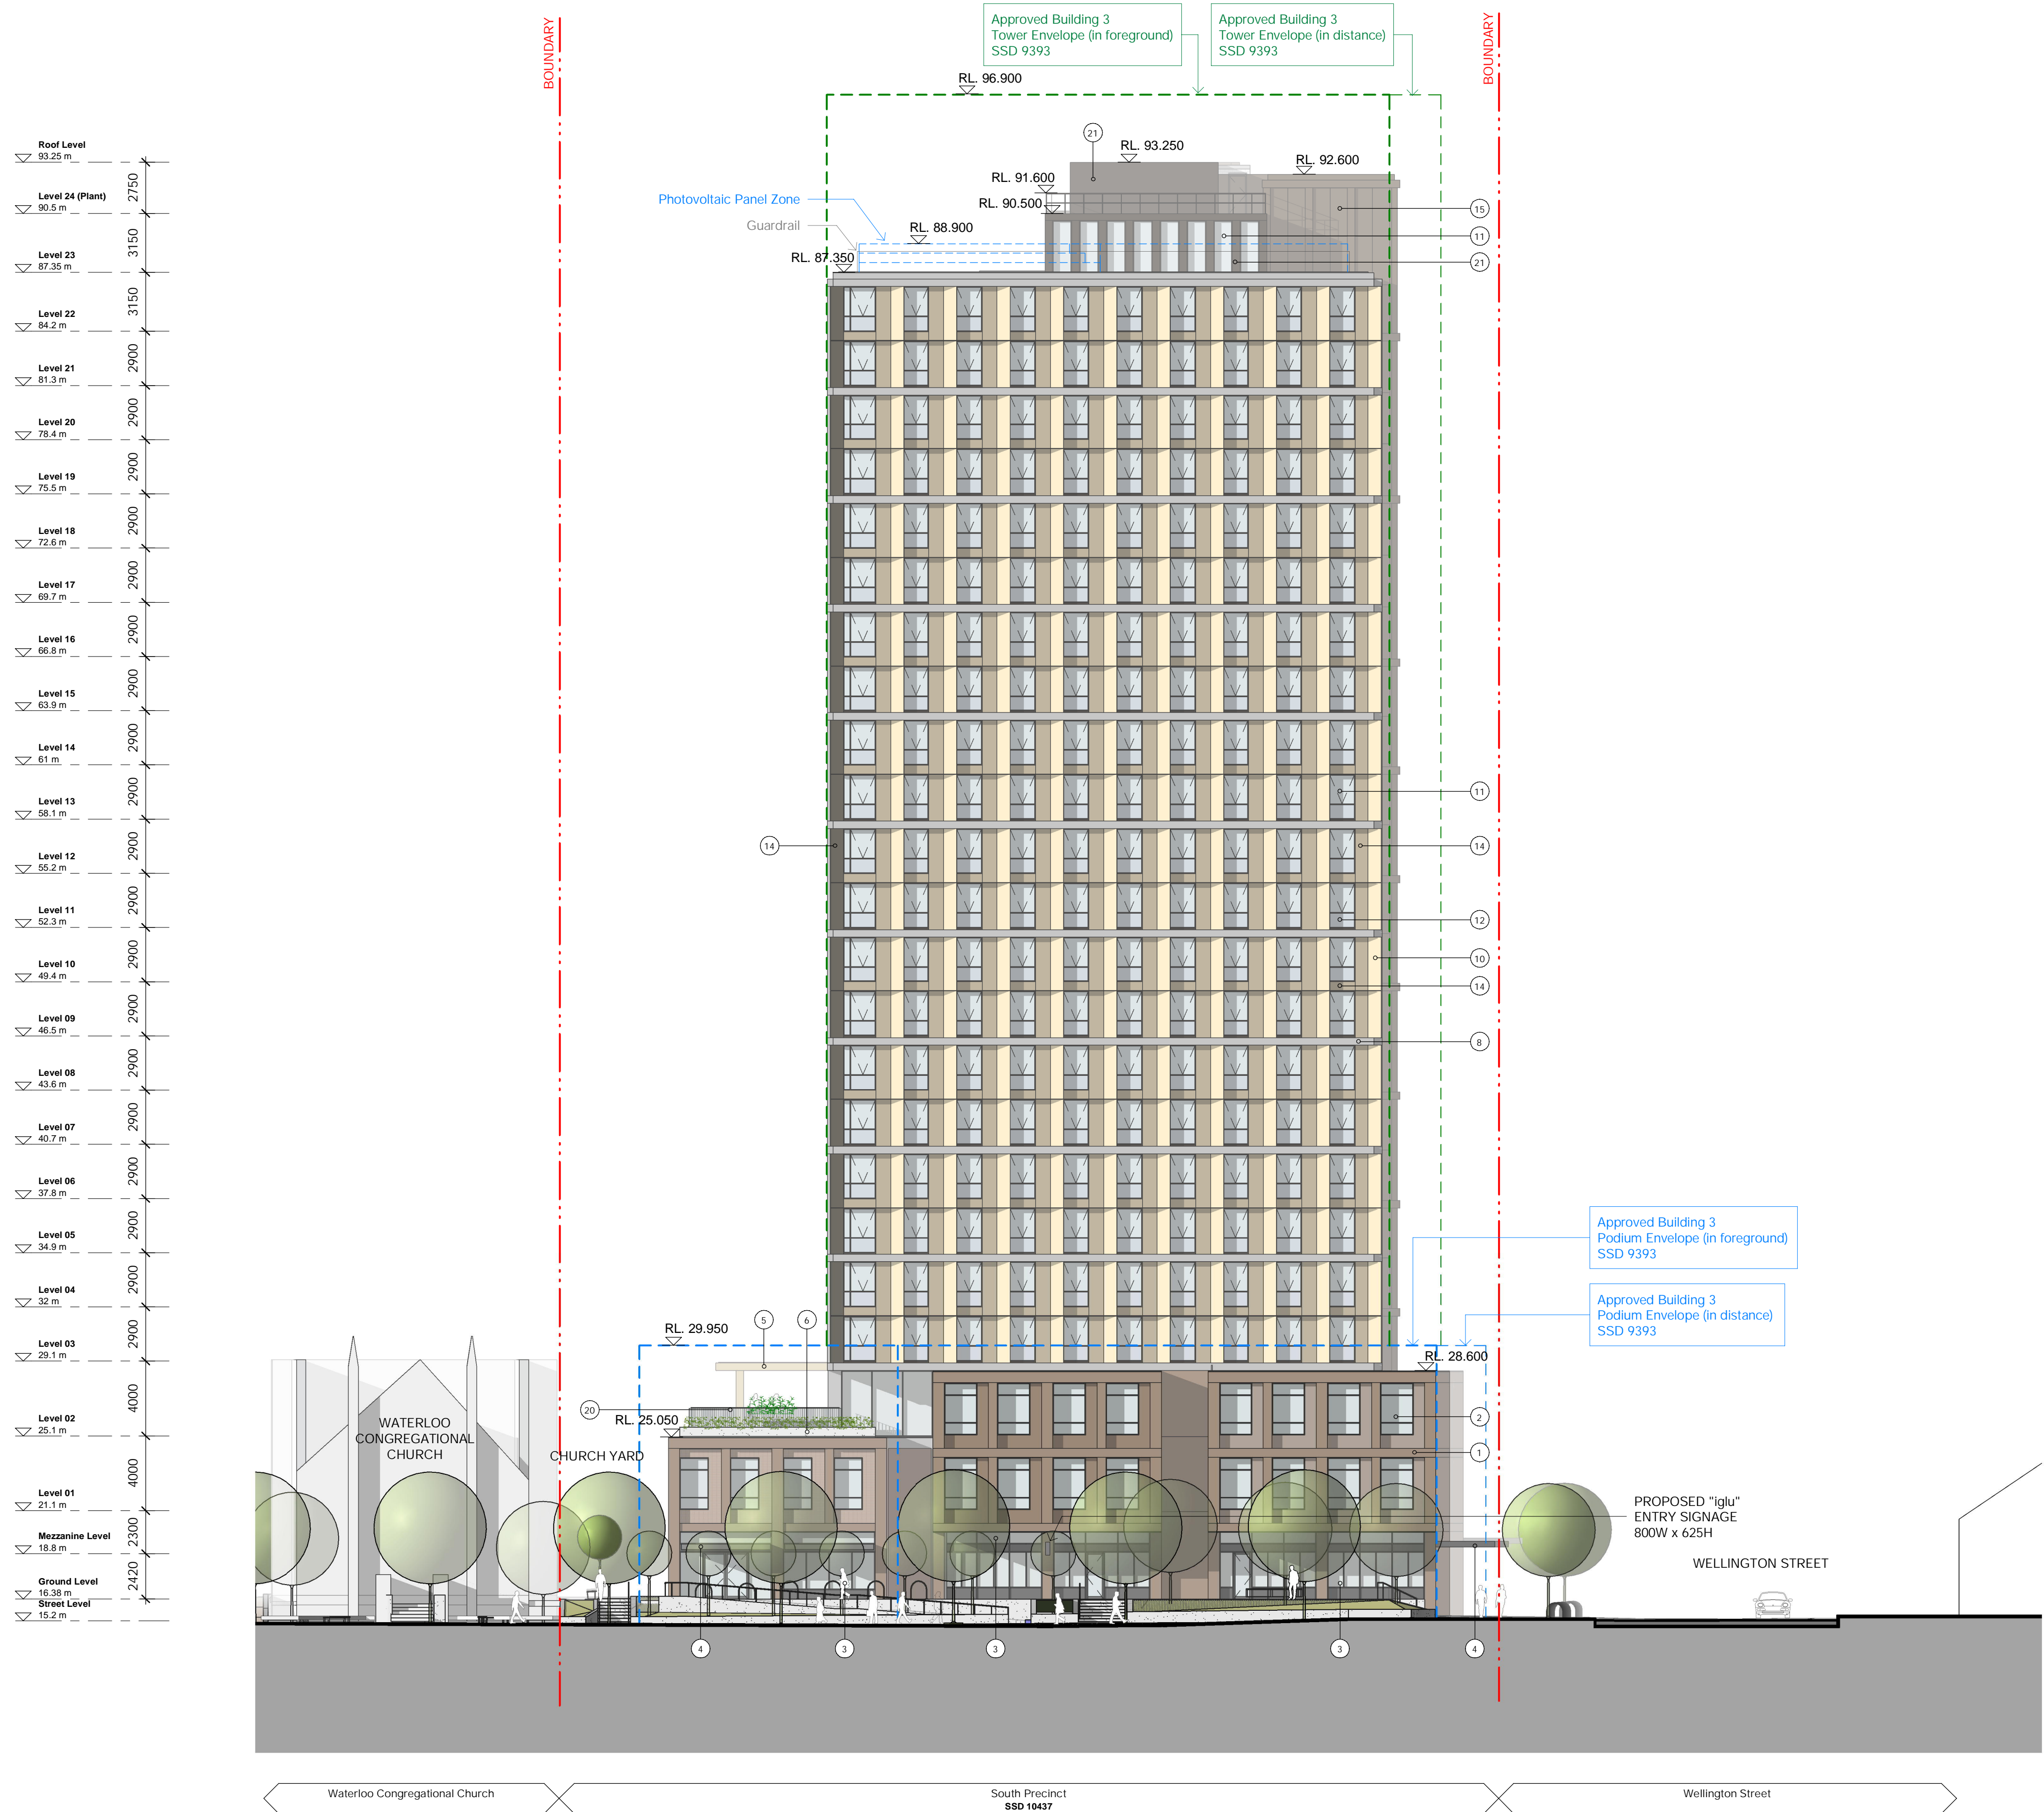 BOUNDARY
Approved Building 3
Tower Envelope (in foreground)
SSD 9393
Approved Building 3
Tower Envelope (in distance)
SSD 9393
BOUNDARY
RL. 96.900
21
RL. 93.250
RL. 92.600
RL. 91.600
RL. 90.500
Photovoltaic Panel Zone
Guardrail
RL. 88.900
RL. 87.350
15
11
21
Roof Level
93.25 m
2750
Level 24 (Plant)
90.5 m
3150
Level 23
87.35 m
3150
Level 22
84.2 m
2900
Level 21
81.3 m
2900
Level 20
78.4 m
2900
Level 19
75.5 m
2900
Level 18
72.6 m
2900
Level 17
69.7 m
2900
Level 16
66.8 m
2900
Level 15
63.9 m
2900
Level 14
61 m
2900
Level 13
58.1 m
2900
Level 12
55.2 m
2900
Level 11
52.3 m
2900
Level 10
49.4 m
2900
Level 09
46.5 m
2900
Level 08
43.6 m
2900
Level 07
40.7 m
2900
Level 06
37.8 m
2900
Level 05
34.9 m
2900
Level 04
32 m
2900
Level 03
29.1 m
4000
Level 02
25.1 m
4000
Level 01
21.1 m
2300
Mezzanine Level
18.8 m
2420
Ground Level
16.38 m
Street Level
15.2 m
11
14
14
12
10
14
8
Approved Building 3
Podium Envelope (in foreground)
SSD 9393
Approved Building 3
Podium Envelope (in distance)
SSD 9393
5
6
RL. 29.950
RL. 28.600
20
RL. 25.050
2
1
WATERLOO
CONGREGATIONAL
CHURCH
CHURCH YARD
PROPOSED "iglu"
ENTRY SIGNAGE
800W x 625H
WELLINGTON STREET
4
3
3
3
4
Waterloo Congregational Church
South Precinct
SSD 10437
Wellington Street